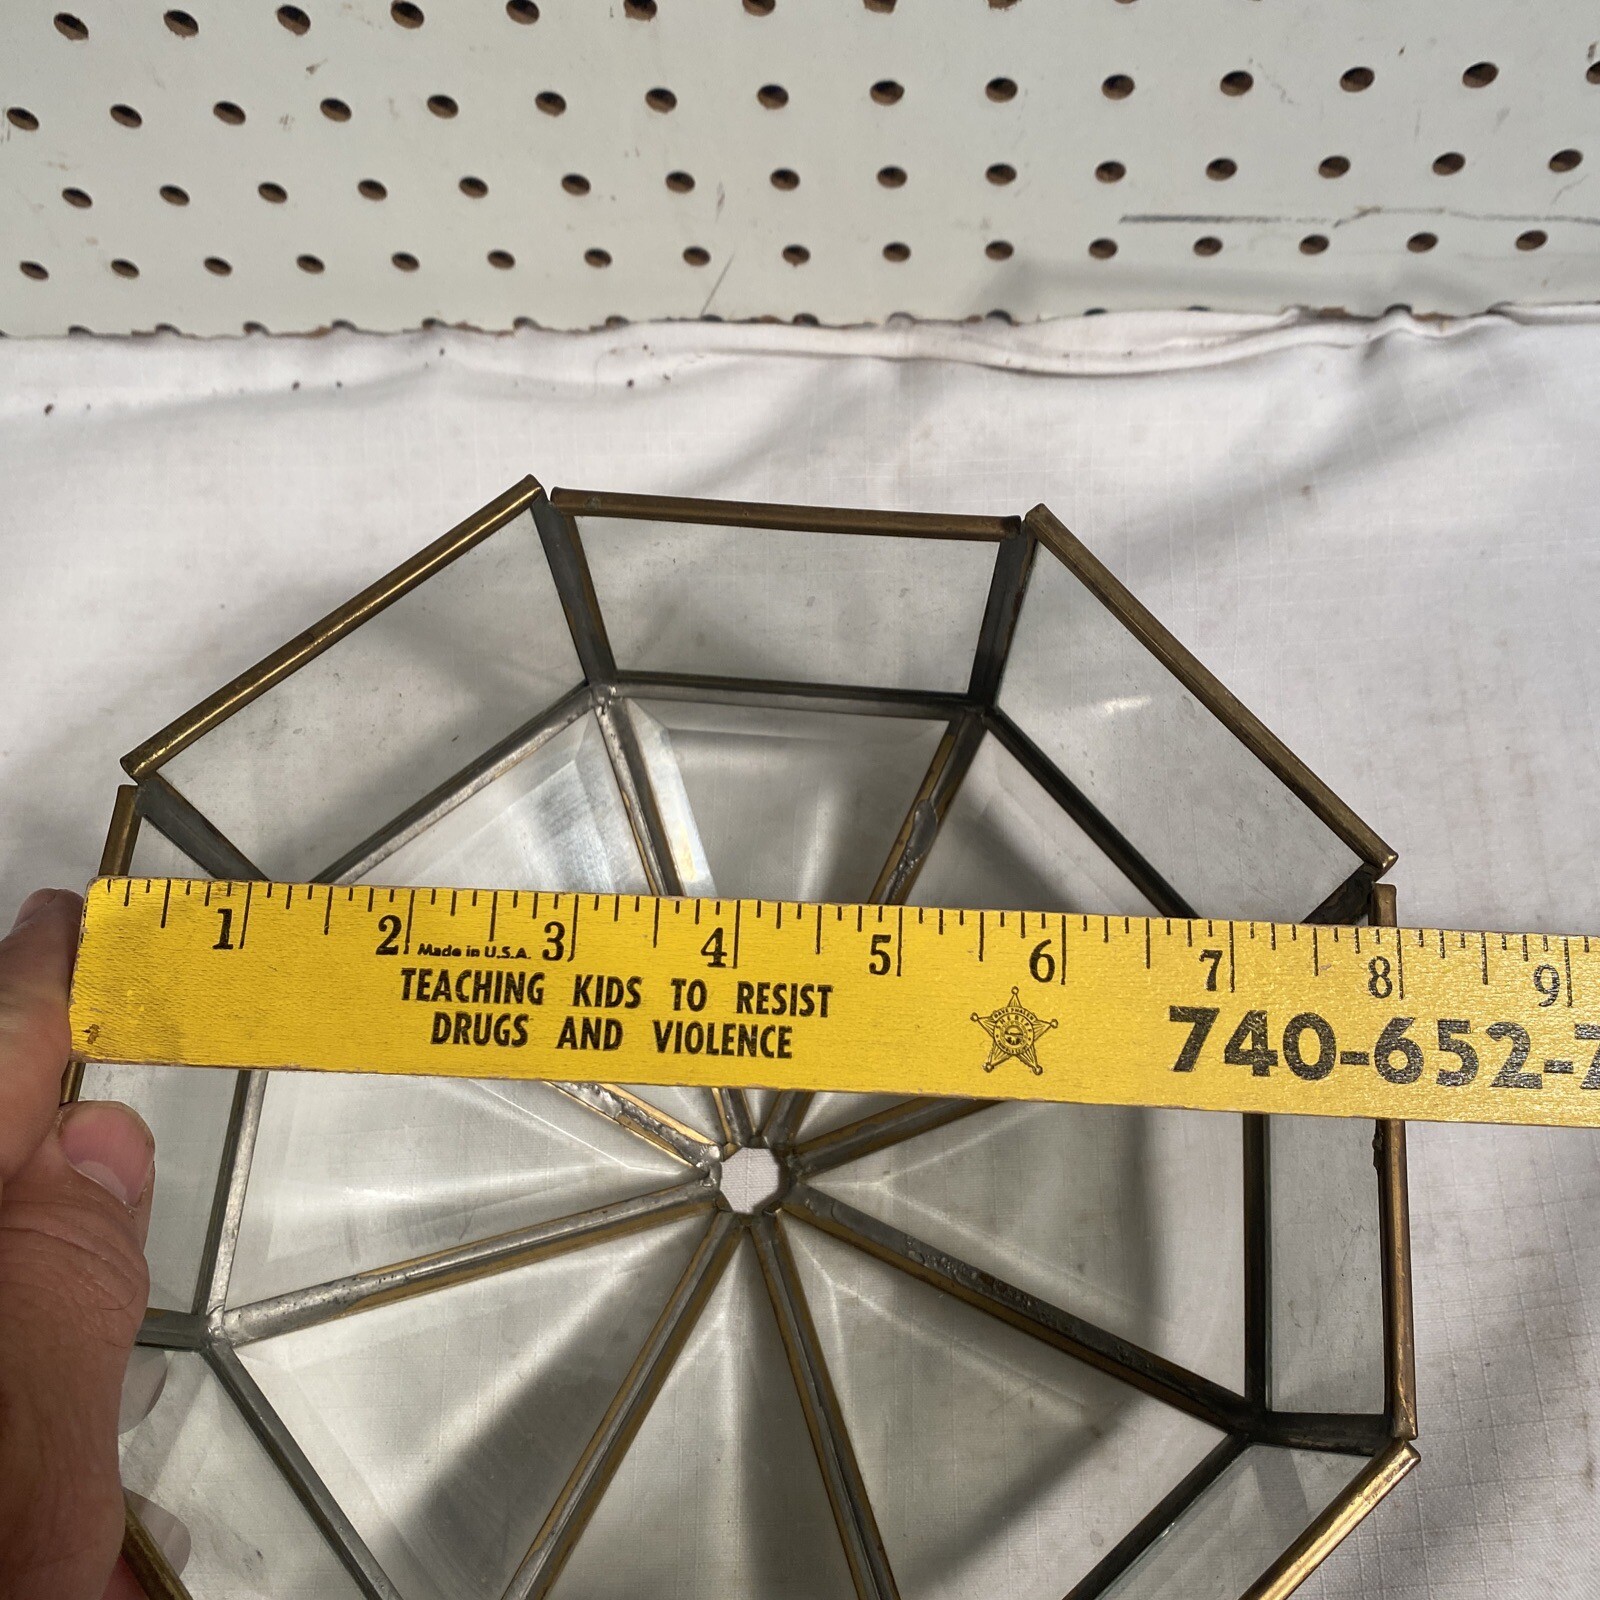 1 2 3 4 5 6 7 8 9
Made in U.S.A.
TEACHING KIDS TO RESIST
DRUGS AND VIOLENCE
740-652-7